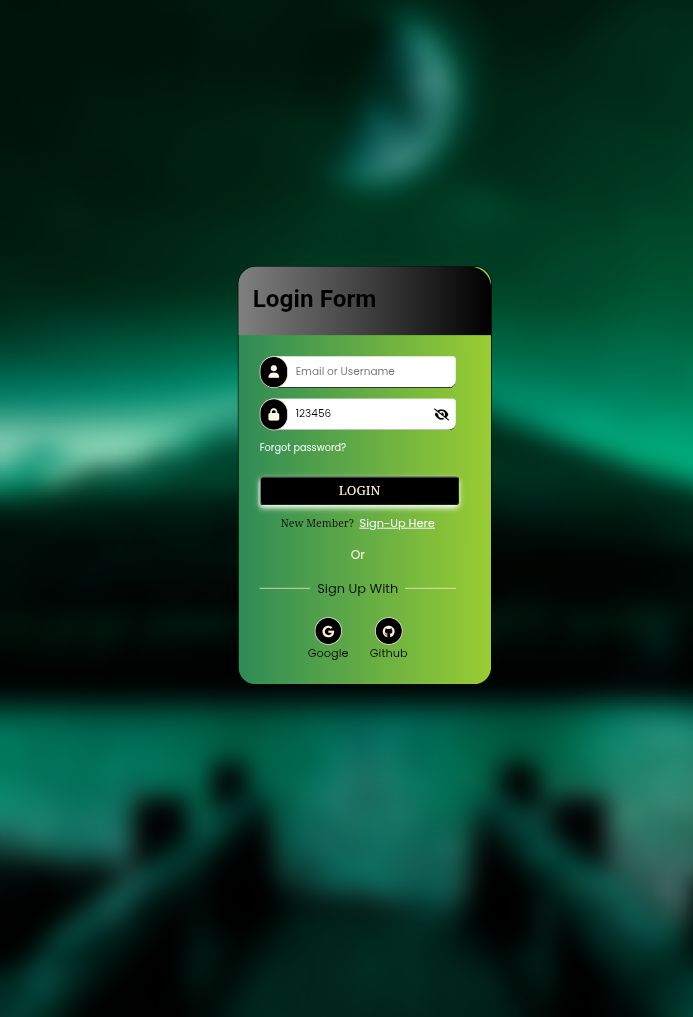 Login Form
Email or Username
123456
Forgot password?
LOGIN
New Member? Sign-Up Here
Or
Sign Up With
Google Github